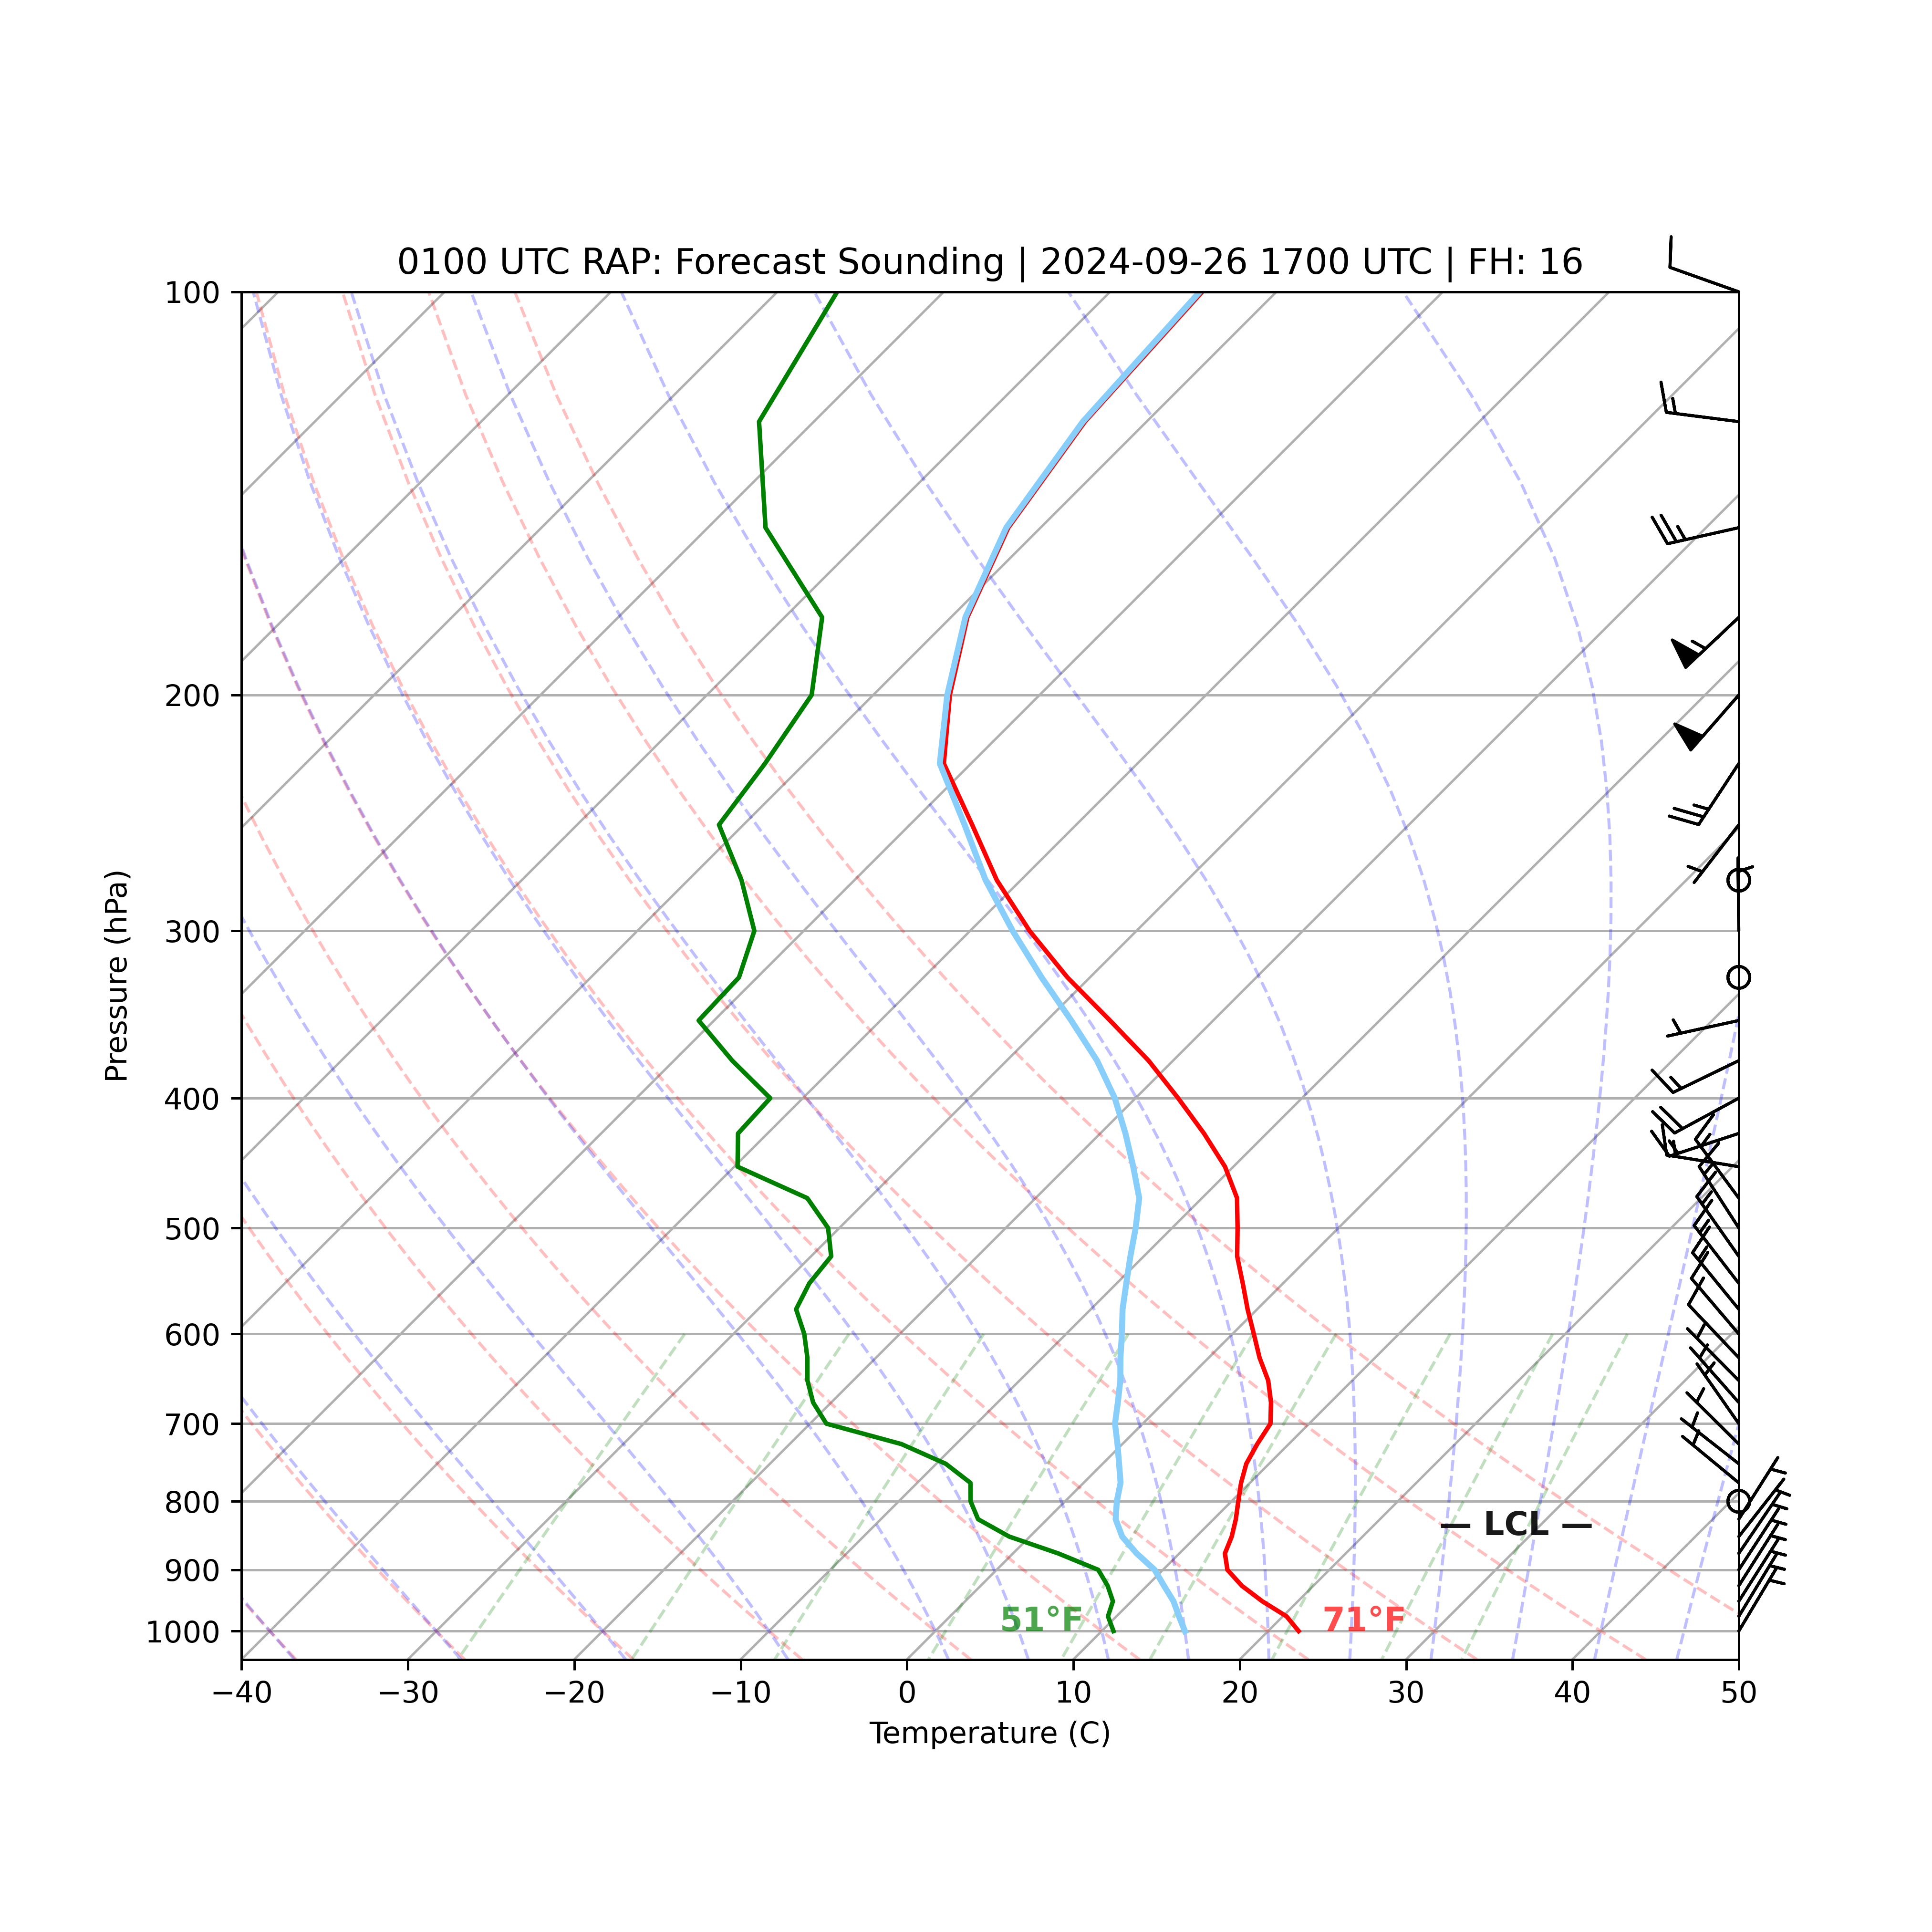 0100 UTC RAP: Forecast Sounding | 2024-09-26 1700 UTC | FH: 16
100
200
300
400
500
600
700
800
900
1000
Pressure (hPa)
— LCL —
51°F
71°F
−40 −30 −20 −10 0 10 20 30 40 50
Temperature (C)